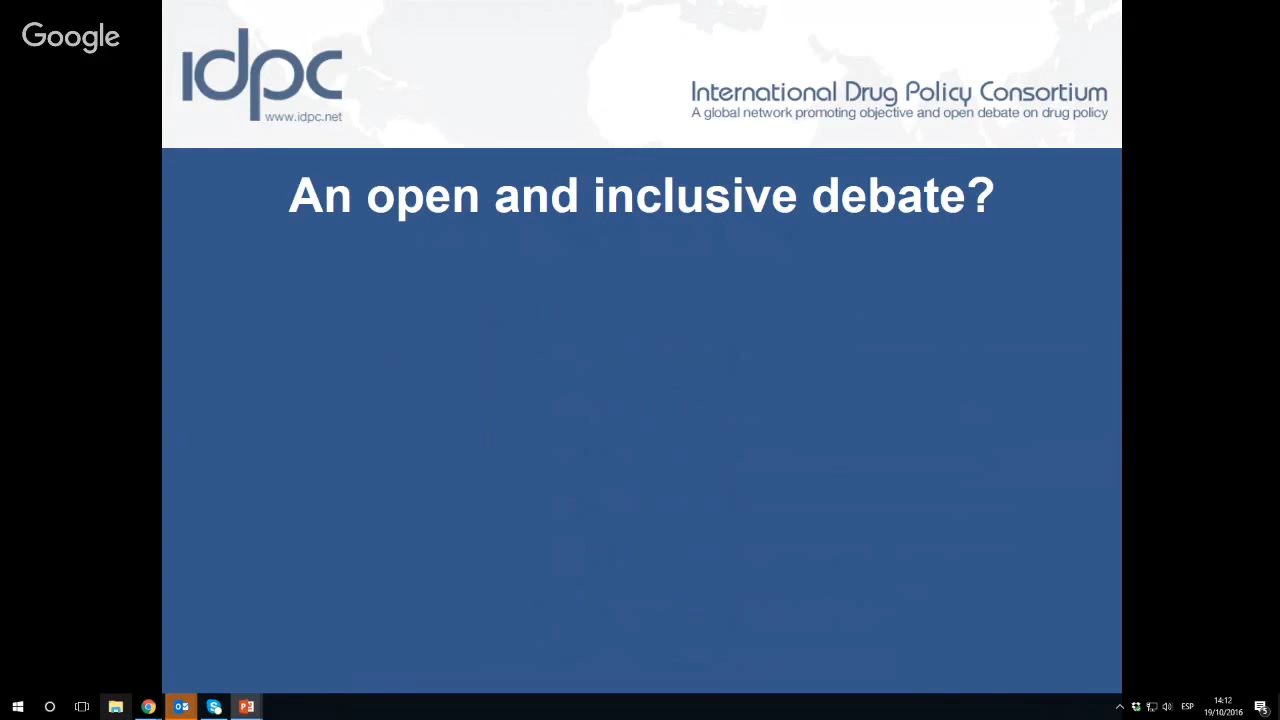 Google
idpc
www.idpc.net
International Drug Policy Consortium
A global network promoting objective and open debate on drug policy
An open and inclusive debate?
ESP
14:12
19/10/2016
5